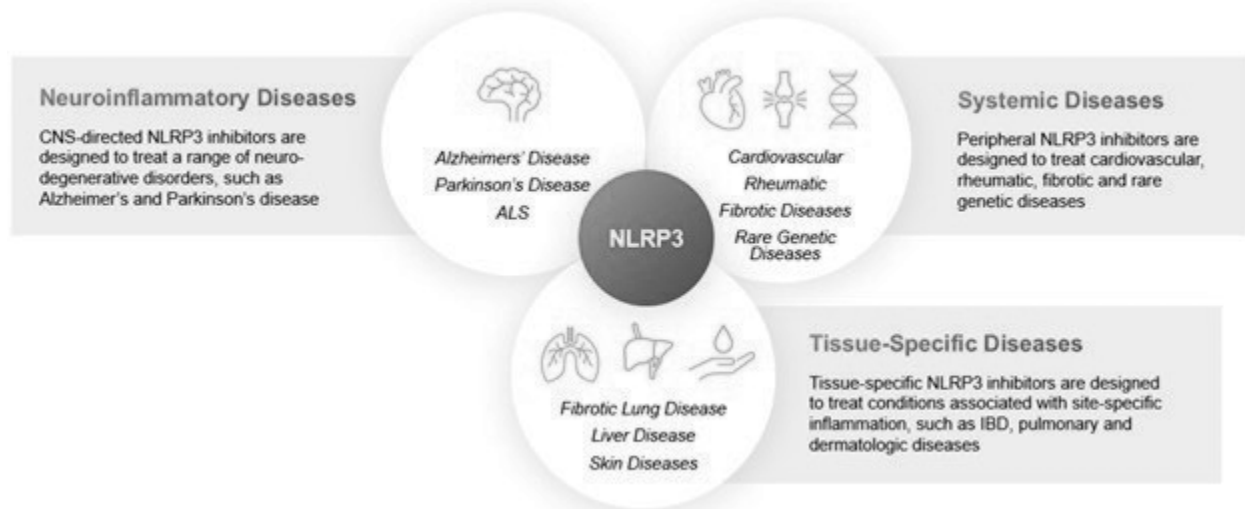 Neuroinflammatory Diseases
CNS-directed NLRP3 inhibitors are
designed to treat a range of neuro-
degenerative disorders, such as
Alzheimer's and Parkinson's disease
Alzheimers' Disease
Parkinson's Disease
ALS
NLRP3
Cardiovascular
Rheumatic
Fibrotic Diseases
Rare Genetic
Diseases
Systemic Diseases
Peripheral NLRP3 inhibitors are
designed to treat cardiovascular,
rheumatic, fibrotic and rare
genetic diseases
Fibrotic Lung Disease
Liver Disease
Skin Diseases
Tissue-Specific Diseases
Tissue-specific NLRP3 inhibitors are designed
to treat conditions associated with site-specific
inflammation, such as IBD, pulmonary and
dermatologic diseases